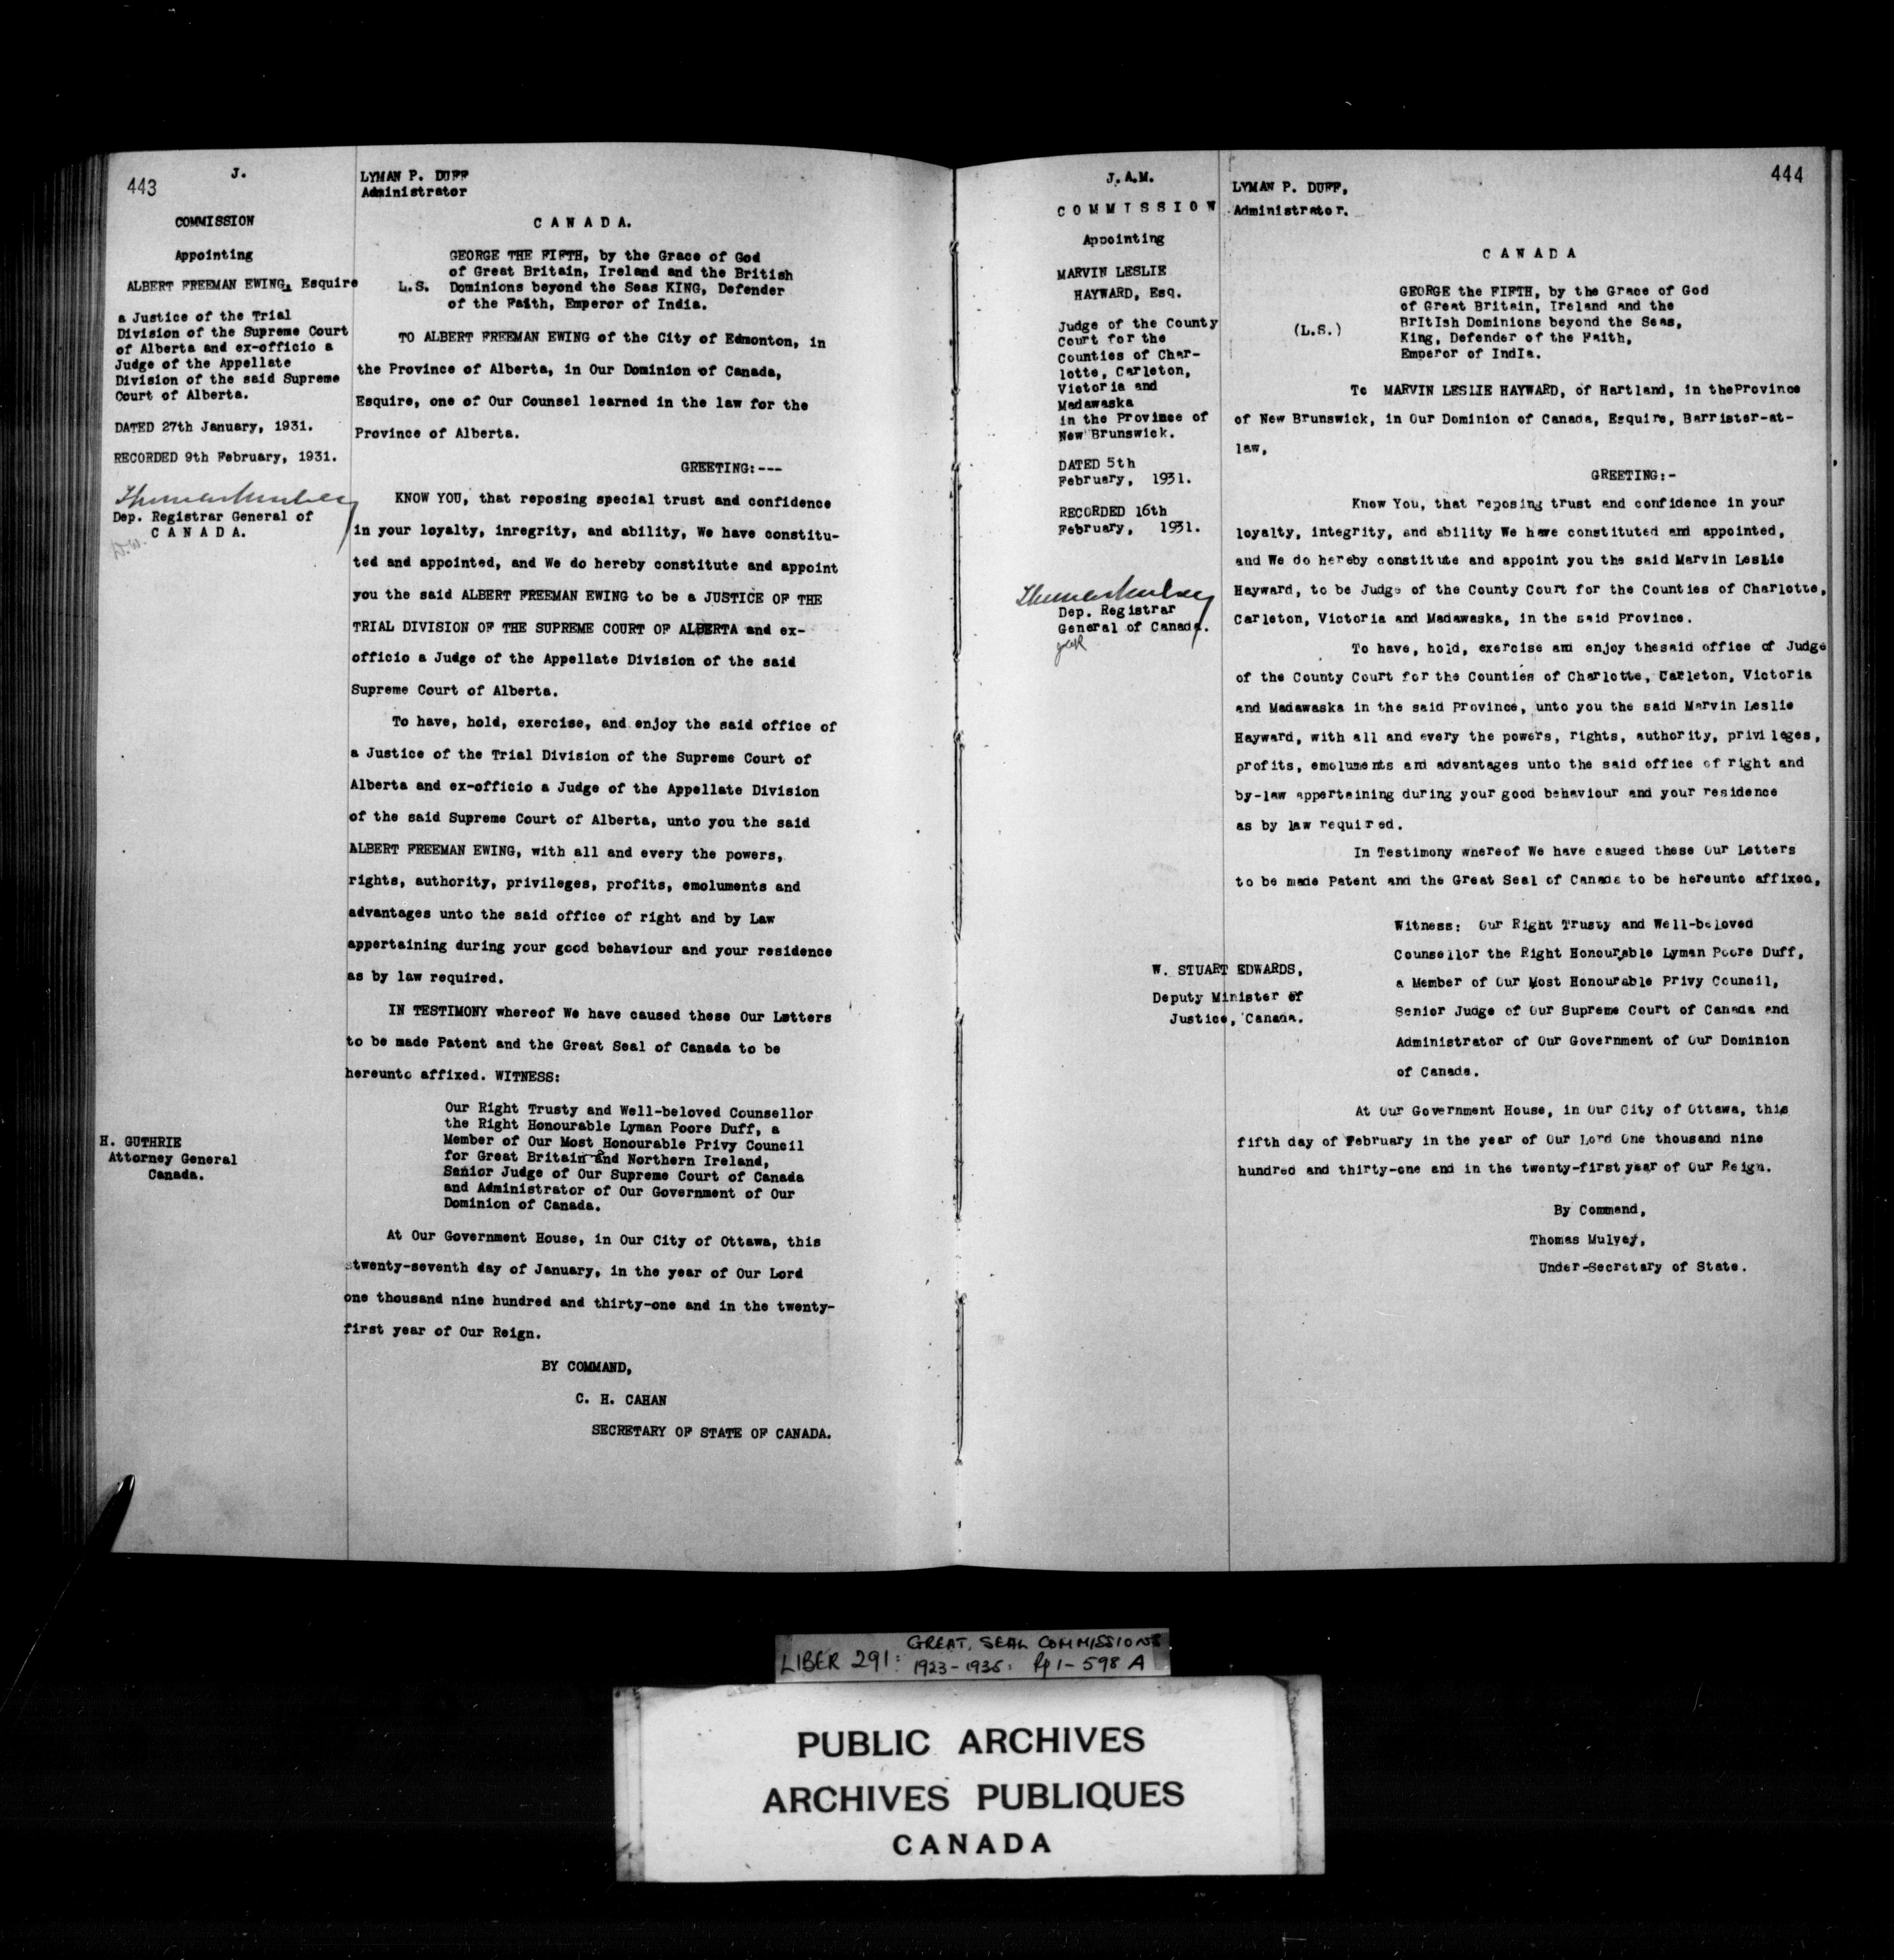 443
J.
COMMISSION
Appointing
ALBERT FREEMAN EWING, Esquire
a Justice of the Trial
Division of the Supreme Court
of Alberta and ex-officio a
Judge of the Appellate
Division of the said Supreme
Court of Alberta.
DATED 27th January, 1931.
RECORDED 9th February, 1931.
Thomas Mulvey
Dep. Registrar General of
C A N A D A.
H. GUTHRIE
Attorney General
Canada.
LYMAN P. DUFF
Administrator
C A N A D A.
GEORGE THE FIFTH, by the Grace of God
of Great Britain, Ireland and the British
L.S. Dominions beyond the Seas KING, Defender
of the Faith, Emperor of India.
TO ALBERT FREEMAN EWING of the City of Edmonton, in
the Province of Alberta, in Our Dominion of Canada,
Esquire, one of Our Counsel learned in the law for the
Province of Alberta.
GREETING:---
KNOW YOU, that reposing special trust and confidence
in your loyalty, inregrity, and ability, We have constitu-
ted and appointed, and We do hereby constitute and appoint
you the said ALBERT FREEMAN EWING to be a JUSTICE OF THE
TRIAL DIVISION OF THE SUPREME COURT OF ALBERTA and ex-
officio a Judge of the Appellate Division of the said
Supreme Court of Alberta.
To have, hold, exercise, and enjoy the said office of
a Justice of the Trial Division of the Supreme Court of
Alberta and ex-officio a Judge of the Appellate Division
of the said Supreme Court of Alberta, unto you the said
ALBERT FREEMAN EWING, with all and every the powers,
rights, authority, privileges, profits, emoluments and
advantages unto the said office of right and by Law
appertaining during your good behaviour and your residence
as by law required.
IN TESTIMONY whereof We have caused these Our Letters
to be made Patent and the Great Seal of Canada to be
hereunto affixed. WITNESS:
Our Right Trusty and Well-beloved Counsellor
the Right Honourable Lyman Poore Duff, a
Member of Our Most Honourable Privy Council
for Great Britain and Northern Ireland,
Senior Judge of Our Supreme Court of Canada
and Administrator of Our Government of Our
Dominion of Canada.
At Our Government House, in Our City of Ottawa, this
twenty-seventh day of January, in the year of Our Lord
one thousand nine hundred and thirty-one and in the twenty-
first year of Our Reign.
BY COMMAND,
C. H. CAHAN
SECRETARY OF STATE OF CANADA.
444
J.A.M.
C O M M I S S I O N
Appointing
MARVIN LESLIE
HAYWARD, Esq.
Judge of the County
Court for the
Counties of Char-
lotte, Carleton,
Victoria and
Madawaska
in the Province of
New Brunswick.
DATED 5th
February, 1931.
RECORDED 16th
February, 1931.
Thomas Mulvey
Dep. Registrar
General of Canada.
W. STUART EDWARDS,
Deputy Minister of
Justice, Canada.
LYMAN P. DUFF,
Administrator.
C A N A D A
GEORGE the FIFTH, by the Grace of God
of Great Britain, Ireland and the
(L.S.) BrItIsh Dominions beyond the Seas,
King, Defender of the Faith,
Emperor of IndIa.
To MARVIN LESLIE HAYWARD, of Hartland, in theProvince
of New Brunswick, in Our Dominion of Canada, Esquire, Barrister-at-
law,
GREETING:-
Know You, that reposing trust and confidence in your
loyalty, integrity, and ability We have constituted and appointed,
and We do hereby constitute and appoint you the said Marvin Leslie
Hayward, to be Judge of the County Court for the Counties of Charlotte,
Carleton, Victoria and Madawaska, in the said Province.
To have, hold, exercise and enjoy thesaid office of Judge
of the County Court for the Counties of Charlotte, Carleton, Victoria
and Madawaska in the said Province, unto you the said Marvin Leslie
Hayward, with all and every the powers, rights, authority, privileges,
profits, emoluments and advantages unto the said office of right and
by-law appertaining during your good behaviour and your residence
as by law required.
In Testimony whereof We have caused these Our Letters
to be made Patent and the Great Seal of Canada to be hereunto affixed,
Witness: Our Right Trusty and Well-beloved
Counsellor the Right Honourable Lyman Poore Duff,
a Member of Our Most Honourable Privy Council,
Senior Judge of Our Supreme Court of Canada and
Administrator of Our Government of Our Dominion
of Canada.
At Our Government House, in Our City of Ottawa, this
fifth day of February in the year of Our Lord One thousand nine
hundred and thirty-one and in the twenty-first year of Our Reign.
By Command,
Thomas Mulvey,
Under-Secretary of State.
LIBER 291: GREAT SEAL COMMISSIONS
1923-1935: Pp 1-598 A
PUBLIC ARCHIVES
ARCHIVES PUBLIQUES
CANADA